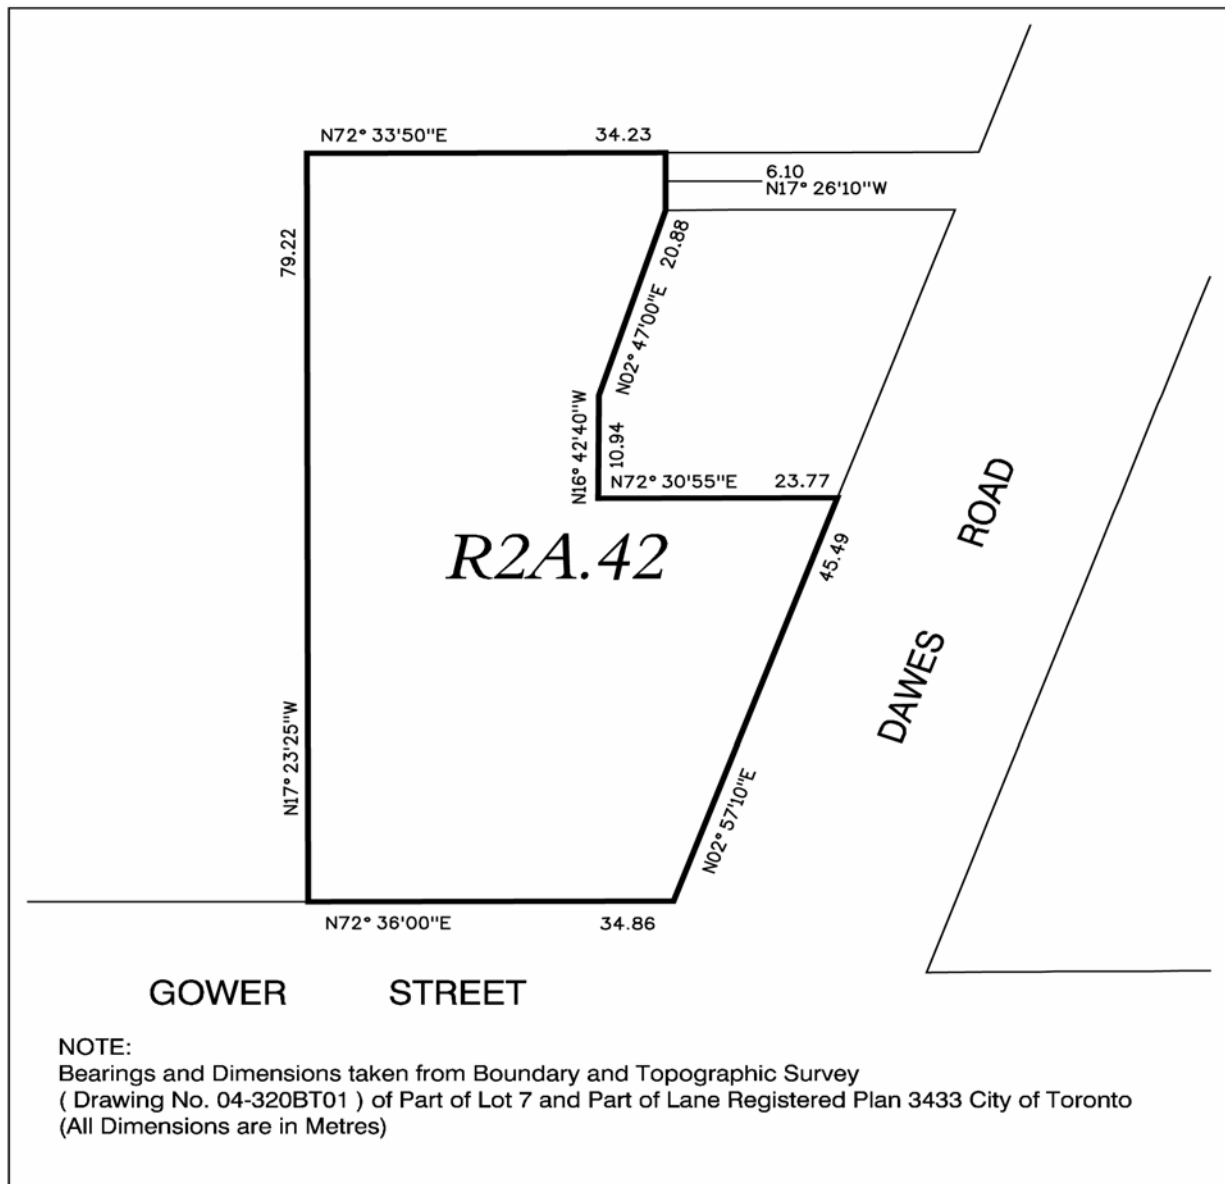 N72° 33'50"E 34.23
6.10
N17° 26'10"W
79.22
20.88
N02° 47'00"E
N16° 42'40"W
10.94
N72° 30'55"E 23.77
R2A.42
45.49
ROAD
DAWES
N17° 23'25"W
N02° 57'10"E
N72° 36'00"E 34.86
GOWER STREET
NOTE:
Bearings and Dimensions taken from Boundary and Topographic Survey
( Drawing No. 04-320BT01 ) of Part of Lot 7 and Part of Lane Registered Plan 3433 City of Toronto
(All Dimensions are in Metres)